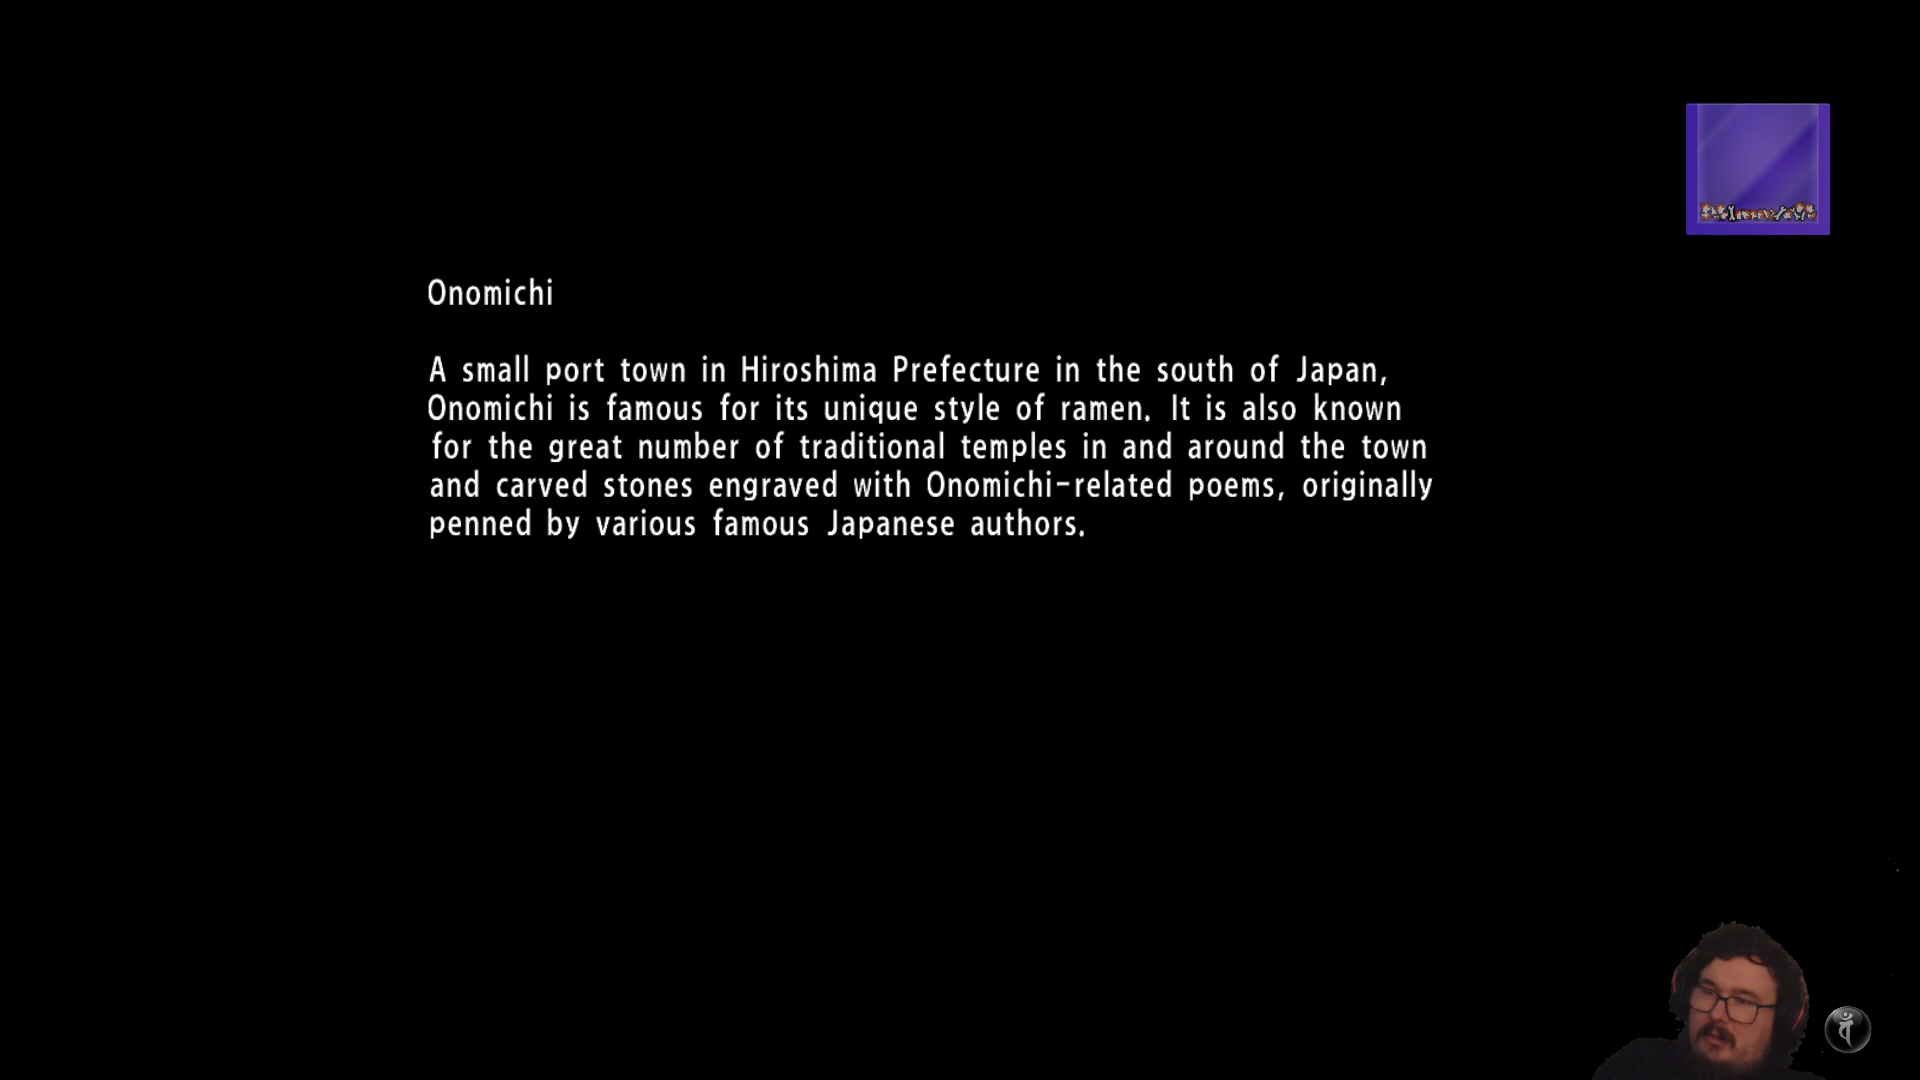 Onomichi
A small port town in Hiroshima Prefecture in the south of Japan,
Onomichi is famous for its unique style of ramen. It is also known
for the great number of traditional temples in and around the town
and carved stones engraved with Onomichi-related poems, originally
penned by various famous Japanese authors.